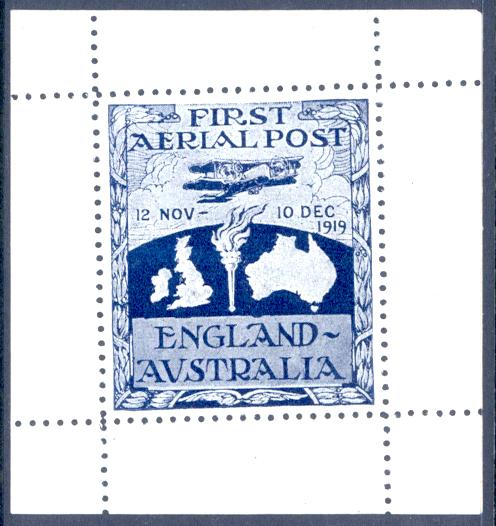 FIRST
AERIAL POST
12 NOV – 10 DEC
1919
ENGLAND ~
AVSTRALIA